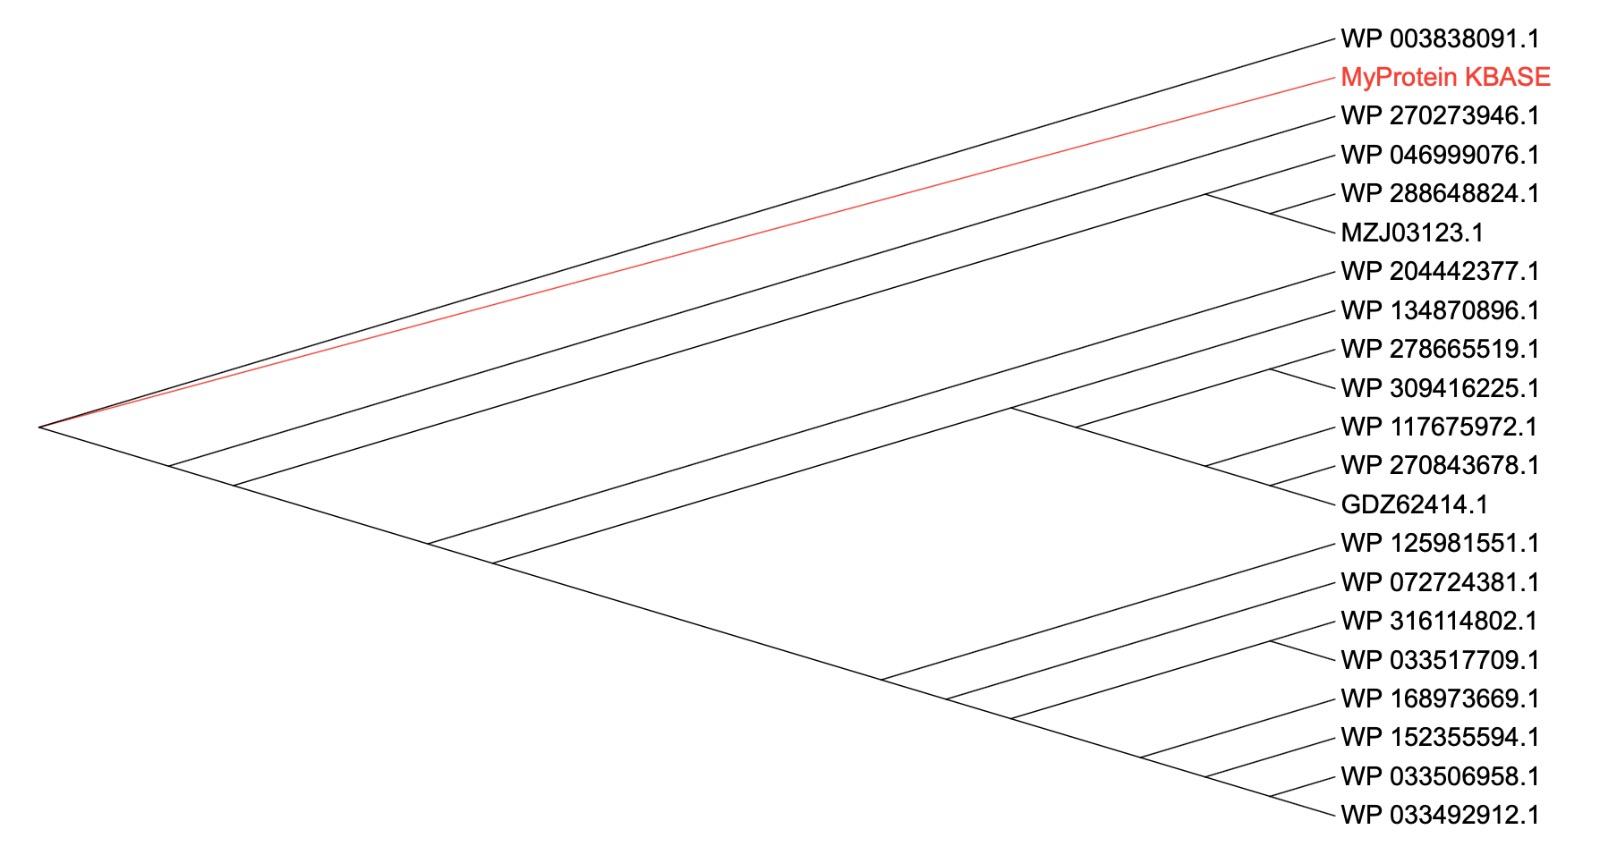 WP 003838091.1
MyProtein KBASE
WP 270273946.1
WP 046999076.1
WP 288648824.1
MZJ03123.1
WP 204442377.1
WP 134870896.1
WP 278665519.1
WP 309416225.1
WP 117675972.1
WP 270843678.1
GDZ62414.1
WP 125981551.1
WP 072724381.1
WP 316114802.1
WP 033517709.1
WP 168973669.1
WP 152355594.1
WP 033506958.1
WP 033492912.1